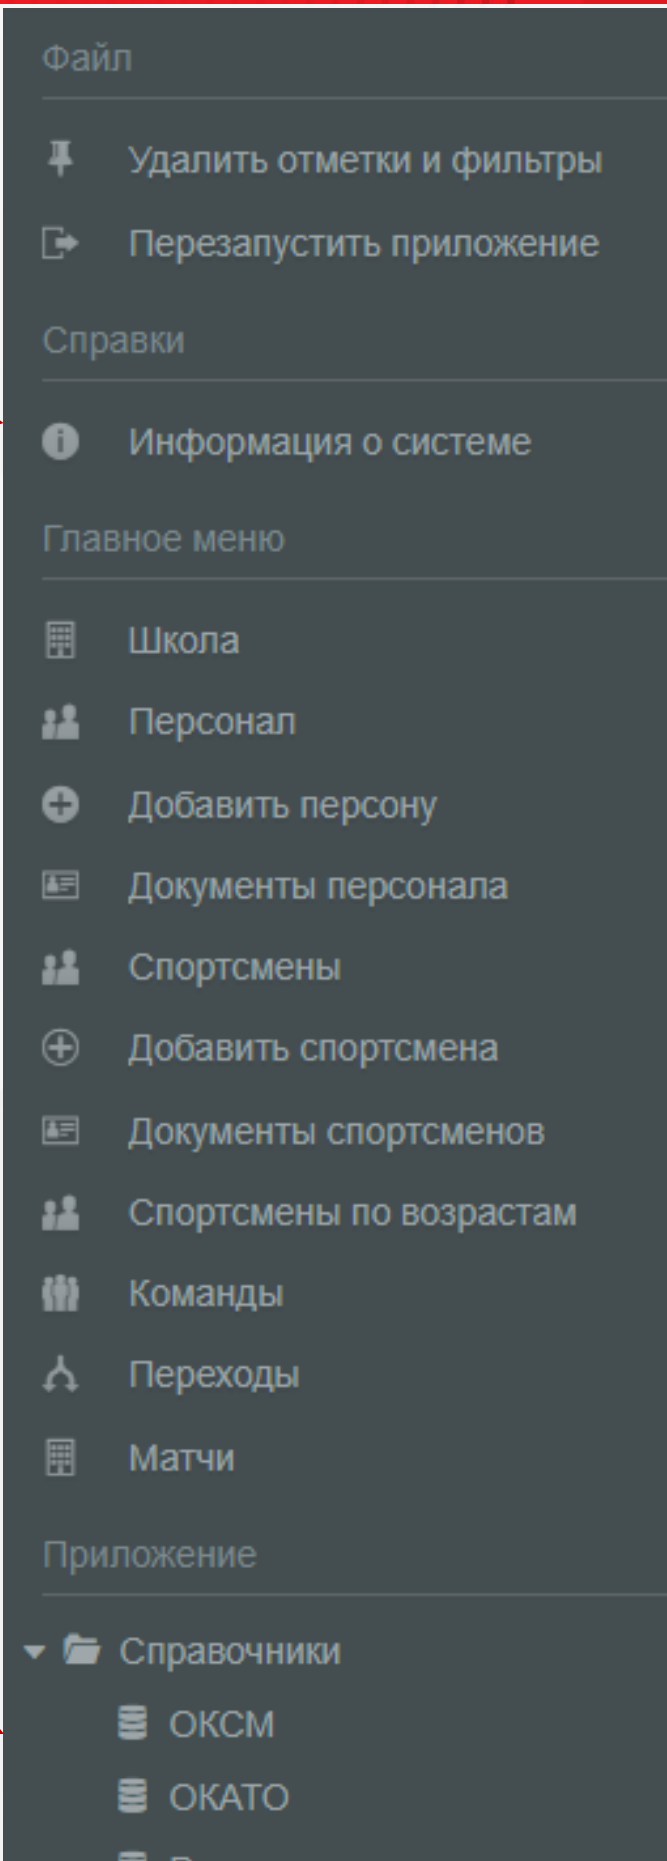 Файл
Удалить отметки и фильтры
Перезапустить приложение
Справки
Информация о системе
Главное меню
Школа
Персонал
Добавить персону
Документы персонала
Спортсмены
Добавить спортсмена
Документы спортсменов
Спортсмены по возрастам
Команды
Переходы
Матчи
Приложение
Справочники
ОКСМ
ОКАТО